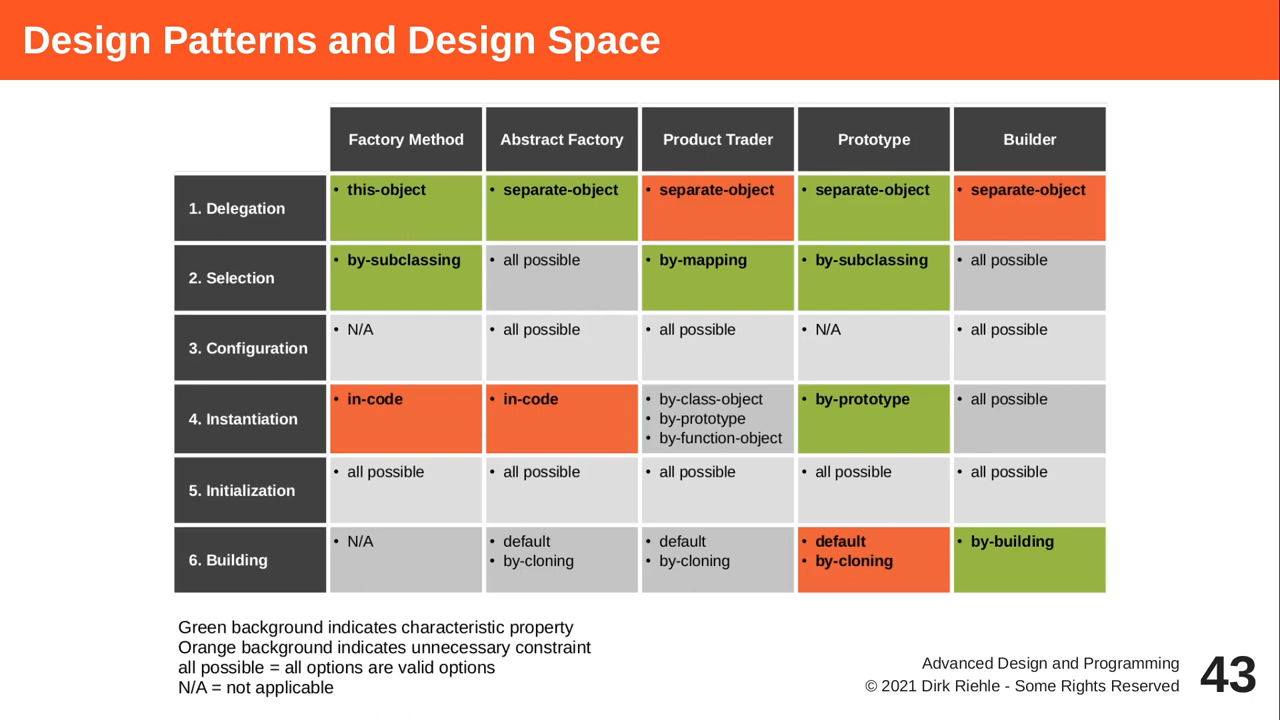 Design Patterns and Design Space
Factory Method
Abstract Factory
Product Trader
Prototype
Builder
1. Delegation
• this-object
• separate-object
• separate-object
• separate-object
• separate-object
2. Selection
• by-subclassing
• all possible
• by-mapping
• by-subclassing
• all possible
3. Configuration
• N/A
• all possible
• all possible
• N/A
• all possible
4. Instantiation
• in-code
• in-code
• by-class-object
• by-prototype
• by-function-object
• by-prototype
• all possible
5. Initialization
• all possible
• all possible
• all possible
• all possible
• all possible
6. Building
• N/A
• default
• by-cloning
• default
• by-cloning
• default
• by-cloning
• by-building
Green background indicates characteristic property
Orange background indicates unnecessary constraint
all possible = all options are valid options
N/A = not applicable
Advanced Design and Programming
© 2021 Dirk Riehle - Some Rights Reserved
43